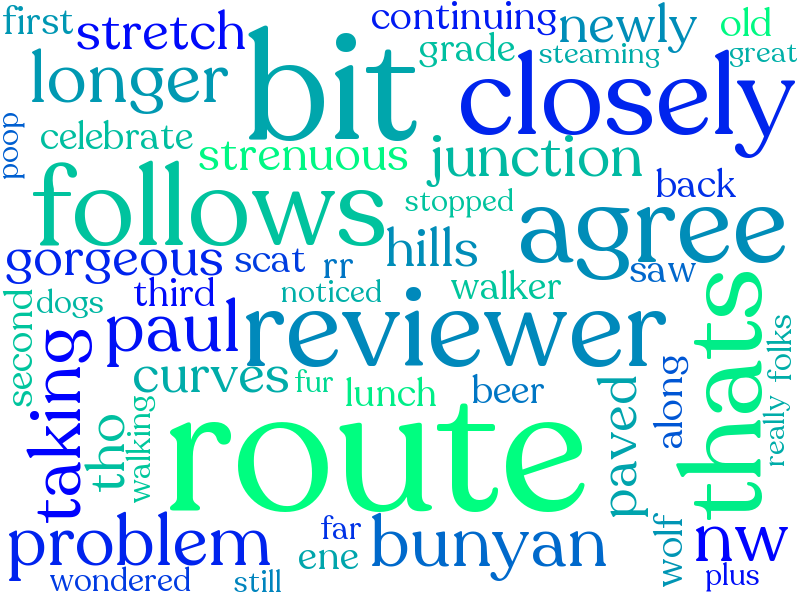 first
stretch
continuing
newly
old
grade
steaming
great
longer
bit
closely
poop
celebrate
strenuous
junction
follows
stopped
back
agree
gorgeous
scat
rr
hills
saw
second
dogs
third
noticed
walker
thats
paul
reviewer
folks
taking
curves
fur
lunch
beer
along
paved
tho
walking
route
really
problem
far
bunyan
wolf
nw
ene
wondered
still
plus